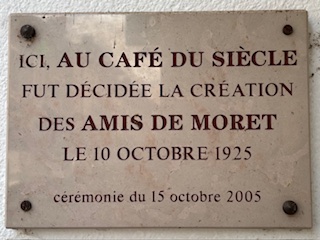 ICI, AU CAFÉ DU SIÈCLE
FUT DÉCIDÉE LA CRÉATION
DES AMIS DE MORET
LE 10 OCTOBRE 1925
cérémonie du 15 octobre 2005